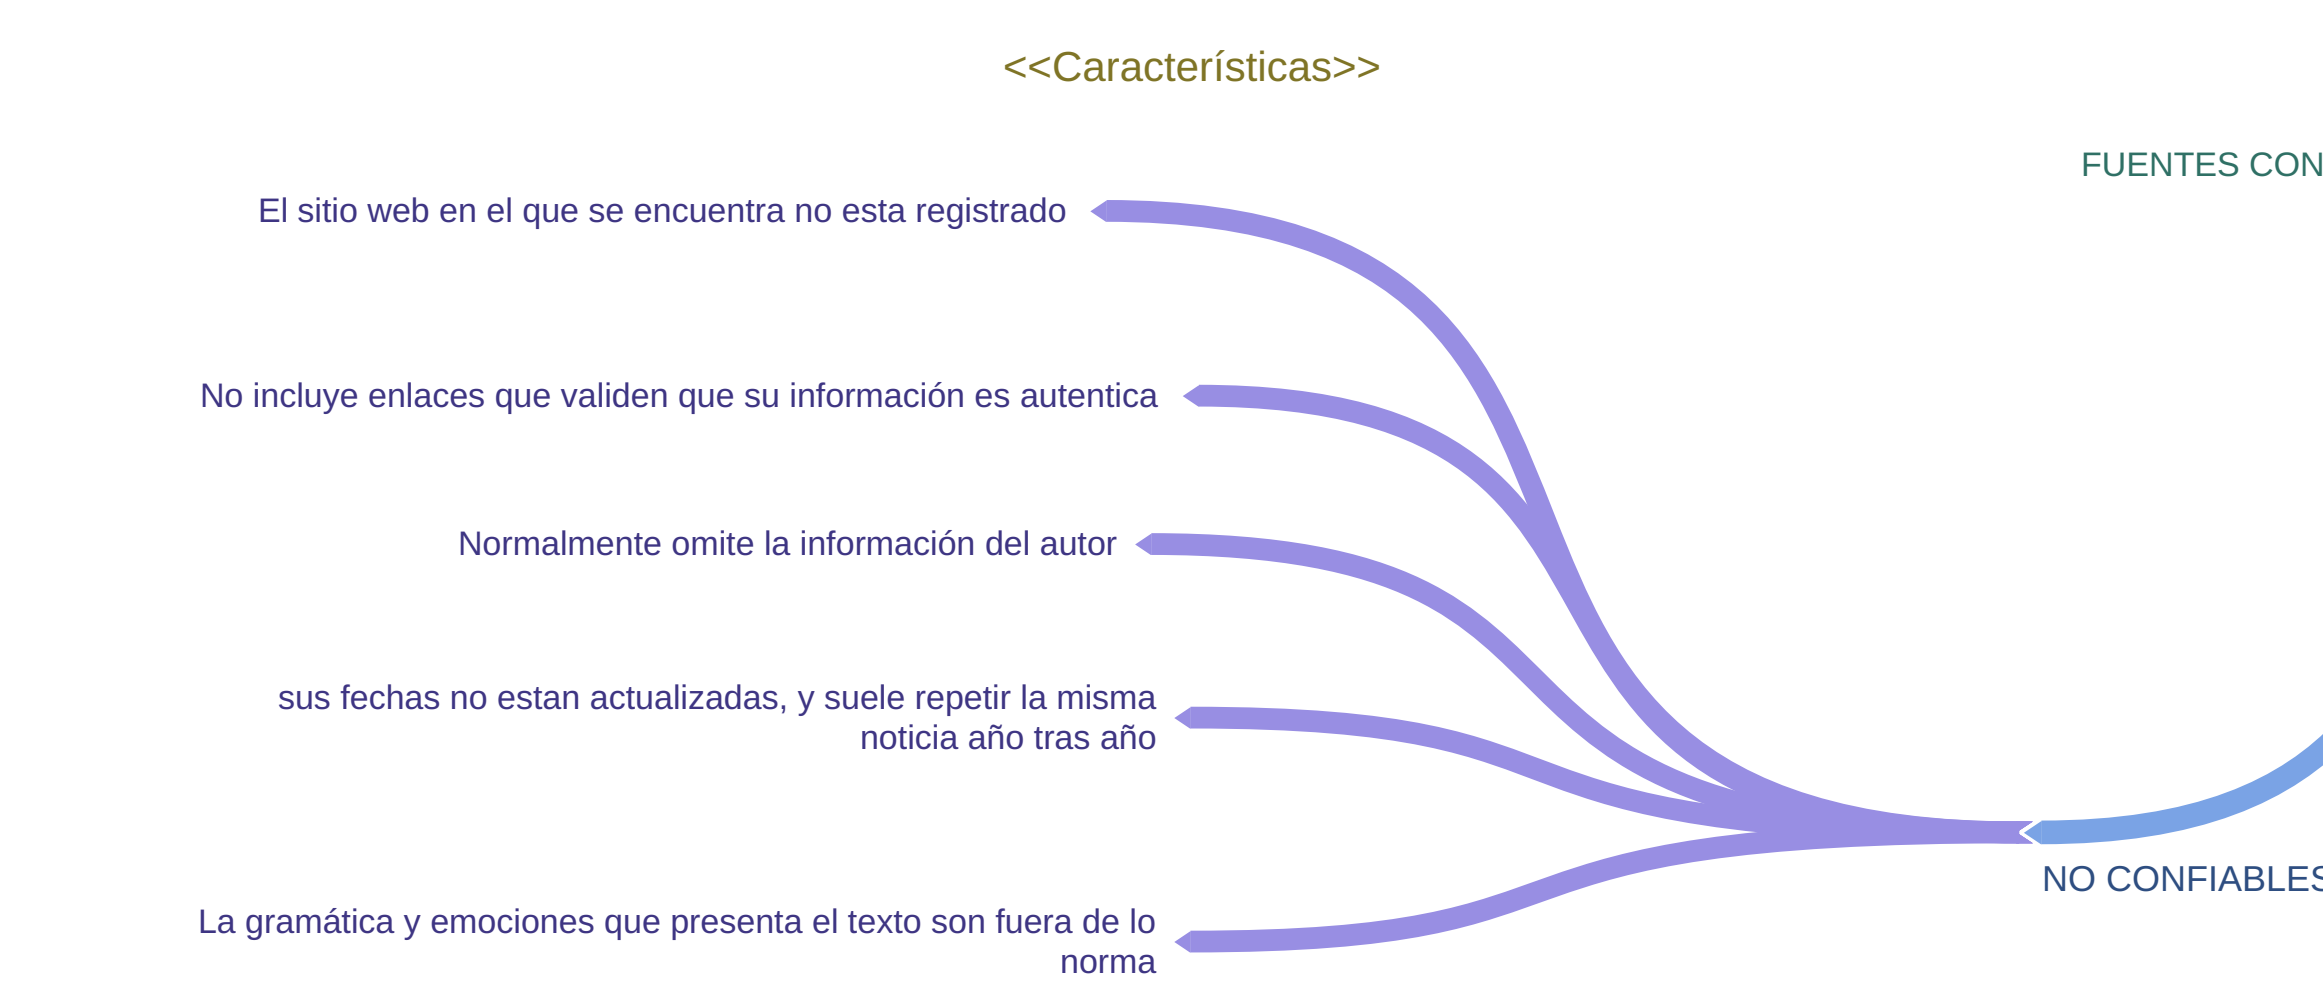 <<Características>>
FUENTES CON
El sitio web en el que se encuentra no esta registrado
No incluye enlaces que validen que su información es autentica
Normalmente omite la información del autor
sus fechas no estan actualizadas, y suele repetir la misma
noticia año tras año
NO CONFIABLES
La gramática y emociones que presenta el texto son fuera de lo
norma